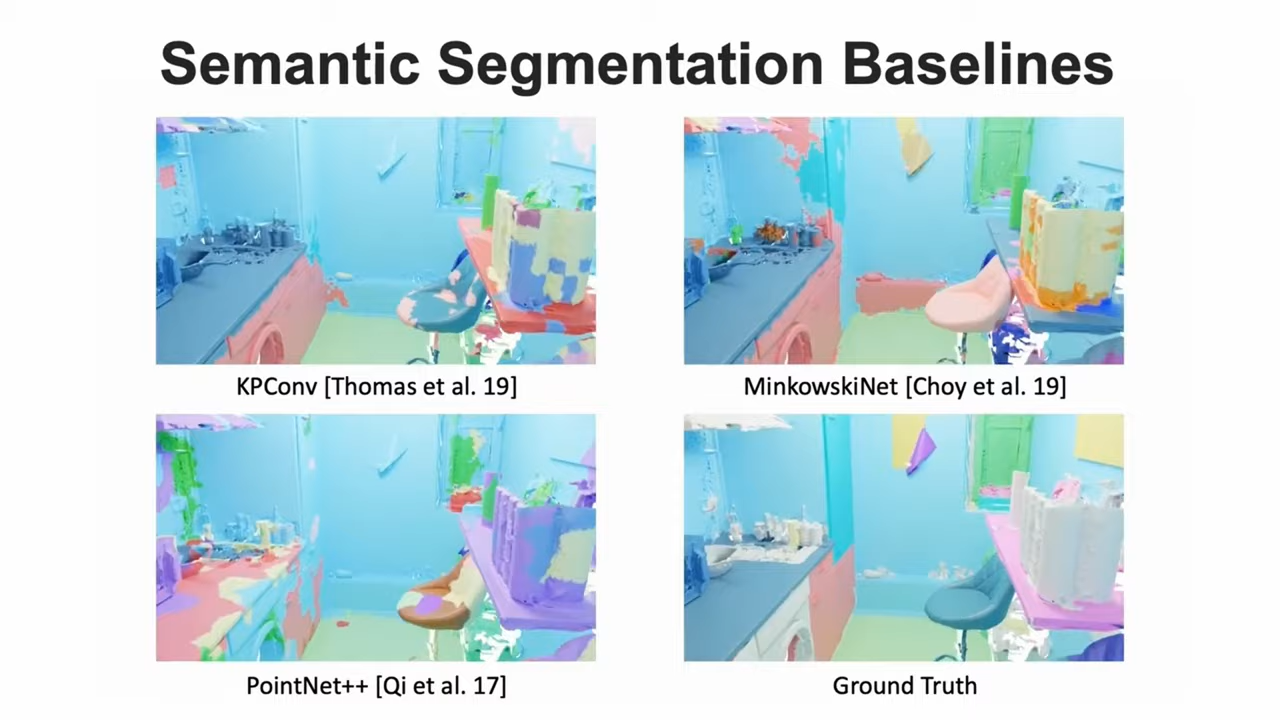 Semantic Segmentation Baselines
KPConv [Thomas et al. 19]
MinkowskiNet [Choy et al. 19]
PointNet++ [Qi et al. 17]
Ground Truth